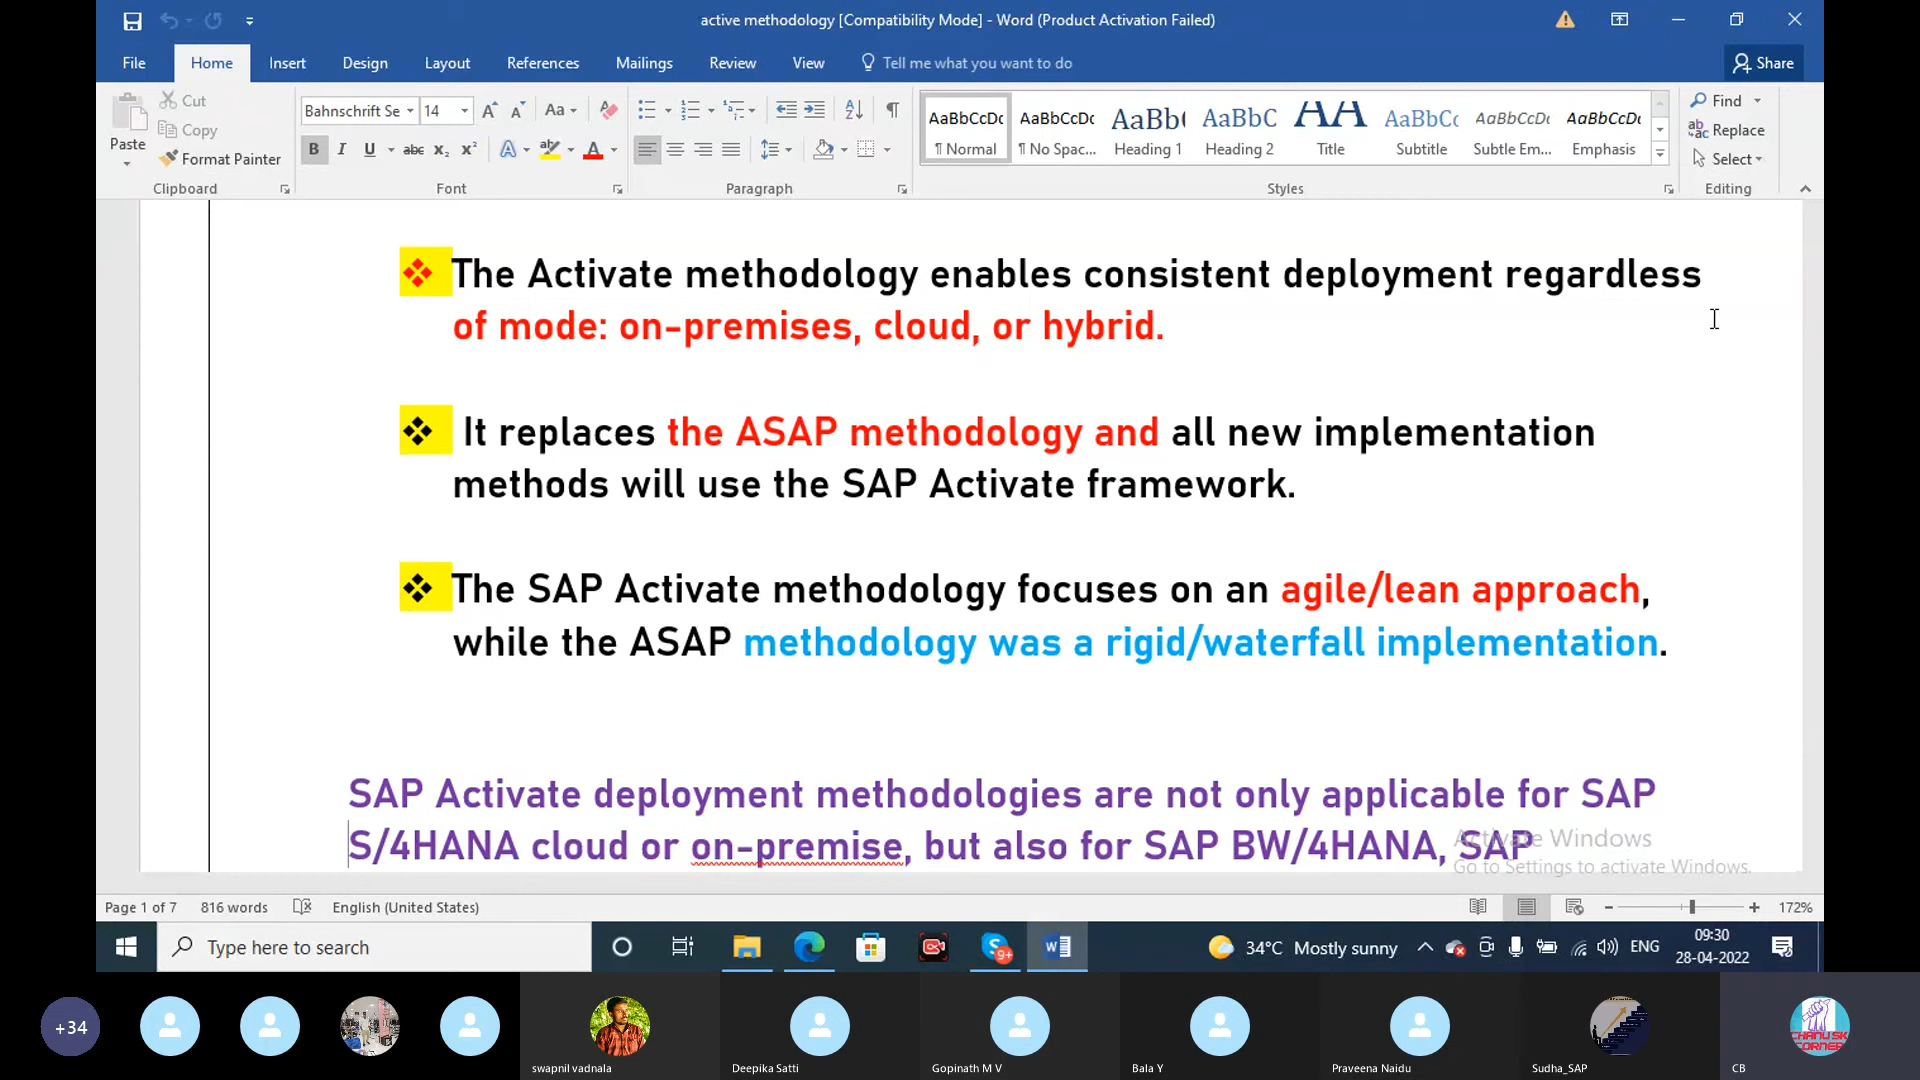 active methodology [Compatibility Mode] - Word (Product Activation Failed)
File Home Insert Design Layout References Mailings Review View Tell me what you want to do Share
Paste
Cut
Copy
Format Painter
Clipboard
Bahnschrift Se 14
Font
Paragraph
AaBbCcDc AaBbCcDc AaBb( AaBbC AA AaBbCc AaBbCcDc AaBbCcDc
¶ Normal ¶ No Spac... Heading 1 Heading 2 Title Subtitle Subtle Em... Emphasis
Styles
Find
Replace
Select
Editing
The Activate methodology enables consistent deployment regardless
of mode: on-premises, cloud, or hybrid.
It replaces the ASAP methodology and all new implementation
methods will use the SAP Activate framework.
The SAP Activate methodology focuses on an agile/lean approach,
while the ASAP methodology was a rigid/waterfall implementation.
SAP Activate deployment methodologies are not only applicable for SAP
S/4HANA cloud or on-premise, but also for SAP BW/4HANA, SAP
Activate Windows
Go to Settings to activate Windows.
Page 1 of 7 816 words English (United States) 172%
Type here to search
9+
34°C Mostly sunny
ENG
09:30
28-04-2022
+34
swapnil vadnala Deepika Satti Gopinath M V Bala Y Praveena Naidu Sudha_SAP CB
CHANU SK
CORNER